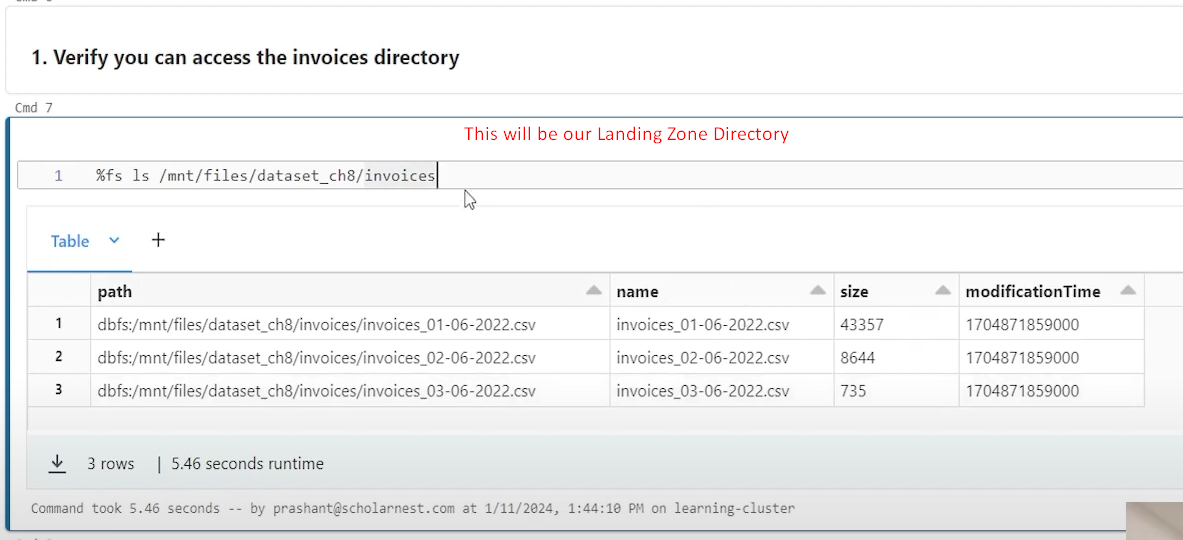 1. Verify you can access the invoices directory
Cmd 7
This will be our Landing Zone Directory
1 %fs ls /mnt/files/dataset_ch8/invoices
Table +
path name size modificationTime
1 dbfs:/mnt/files/dataset_ch8/invoices/invoices_01-06-2022.csv invoices_01-06-2022.csv 43357 1704871859000
2 dbfs:/mnt/files/dataset_ch8/invoices/invoices_02-06-2022.csv invoices_02-06-2022.csv 8644 1704871859000
3 dbfs:/mnt/files/dataset_ch8/invoices/invoices_03-06-2022.csv invoices_03-06-2022.csv 735 1704871859000
3 rows | 5.46 seconds runtime
Command took 5.46 seconds -- by prashant@scholarnest.com at 1/11/2024, 1:44:10 PM on learning-cluster